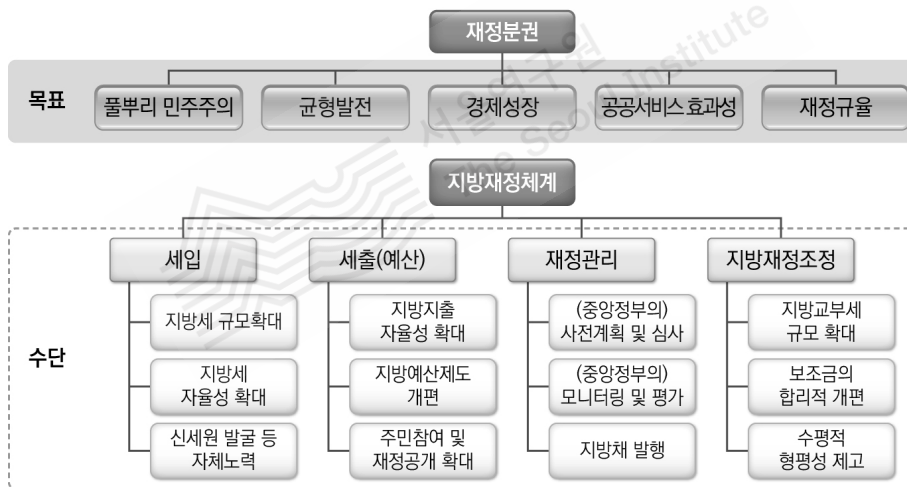 재정분권
목표
풀뿌리 민주주의
균형발전
경제성장
공공서비스 효과성
재정규율
서울연구원
The Seoul Institute
지방재정체계
수단
세입
지방세 규모확대
지방세
자율성 확대
신세원 발굴 등
자체노력
세출(예산)
지방지출
자율성 확대
지방예산제도
개편
주민참여 및
재정공개 확대
재정관리
(중앙정부의)
사전계획 및 심사
(중앙정부의)
모니터링 및 평가
지방채 발행
지방재정조정
지방교부세
규모 확대
보조금의
합리적 개편
수평적
형평성 제고